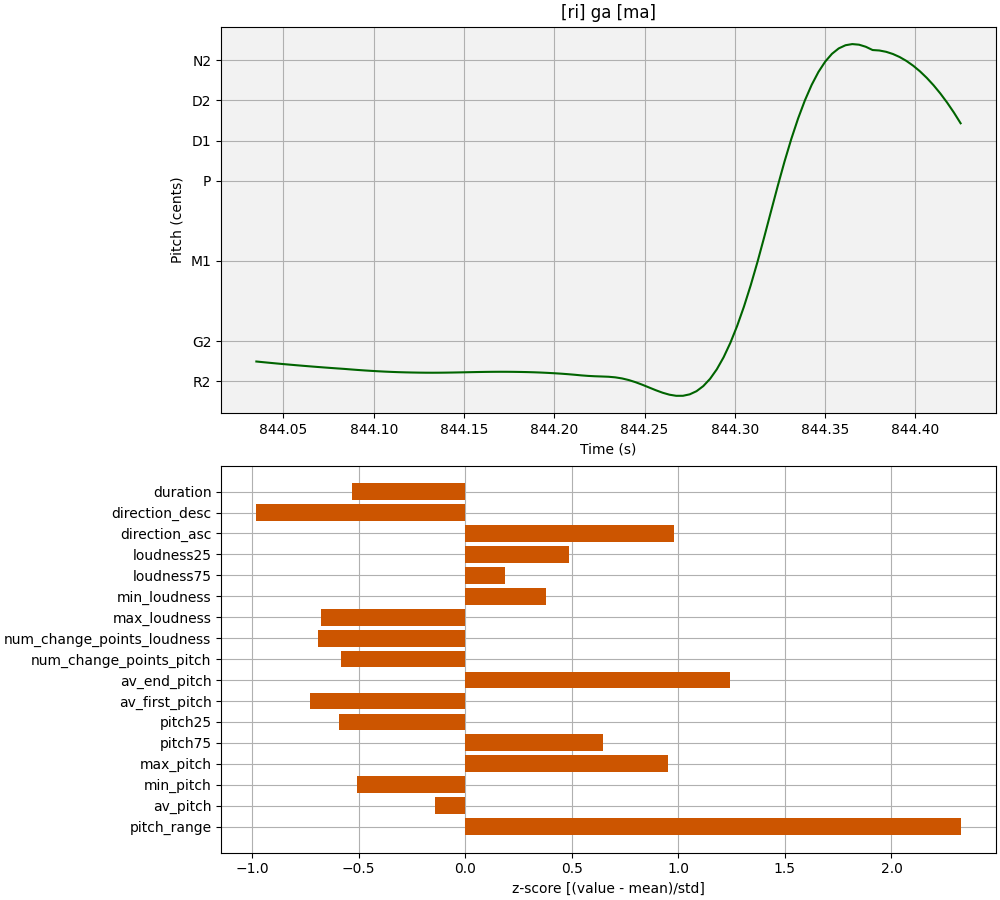 [ri] ga [ma]
N2
D2
D1
P
M1
G2
R2
Pitch (cents)
844.05 844.10 844.15 844.20 844.25 844.30 844.35 844.40
Time (s)
duration
direction_desc
direction_asc
loudness25
loudness75
min_loudness
max_loudness
num_change_points_loudness
num_change_points_pitch
av_end_pitch
av_first_pitch
pitch25
pitch75
max_pitch
min_pitch
av_pitch
pitch_range
−1.0 −0.5 0.0 0.5 1.0 1.5 2.0
z-score [(value - mean)/std]